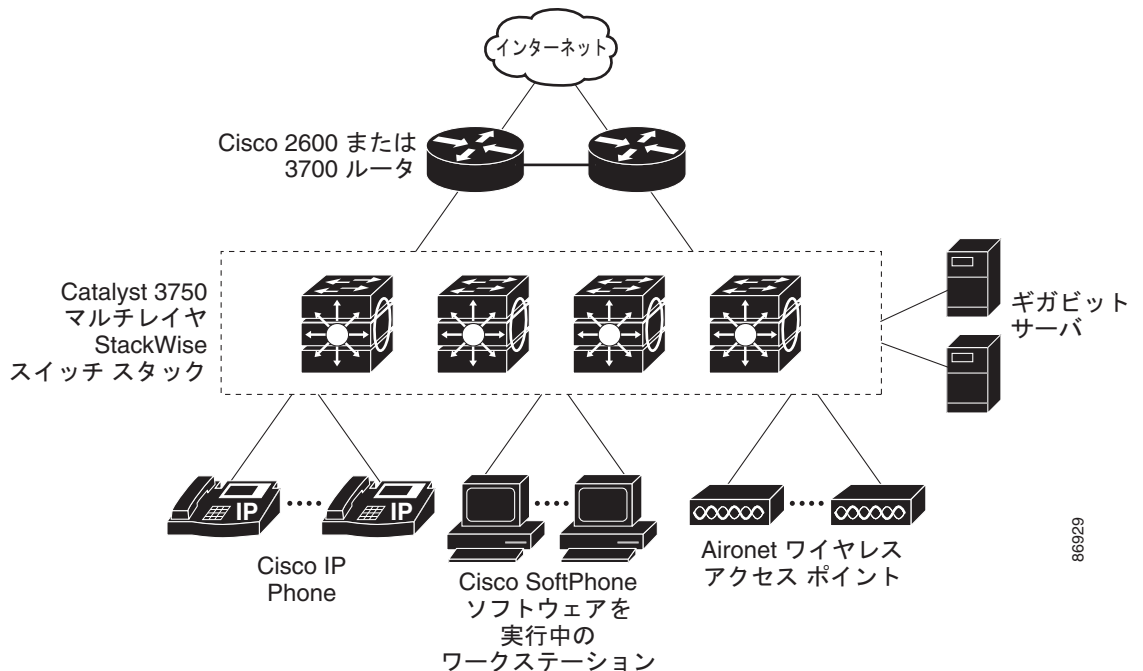 インターネット
Cisco 2600 または
3700 ルータ
Catalyst 3750
マルチレイヤ
StackWise
スイッチ スタック
ギガビット
サーバ
IP
IP
Cisco IP
Phone
Cisco SoftPhone
ソフトウェアを
実行中の
ワークステーション
Aironet ワイヤレス
アクセス ポイント
86929